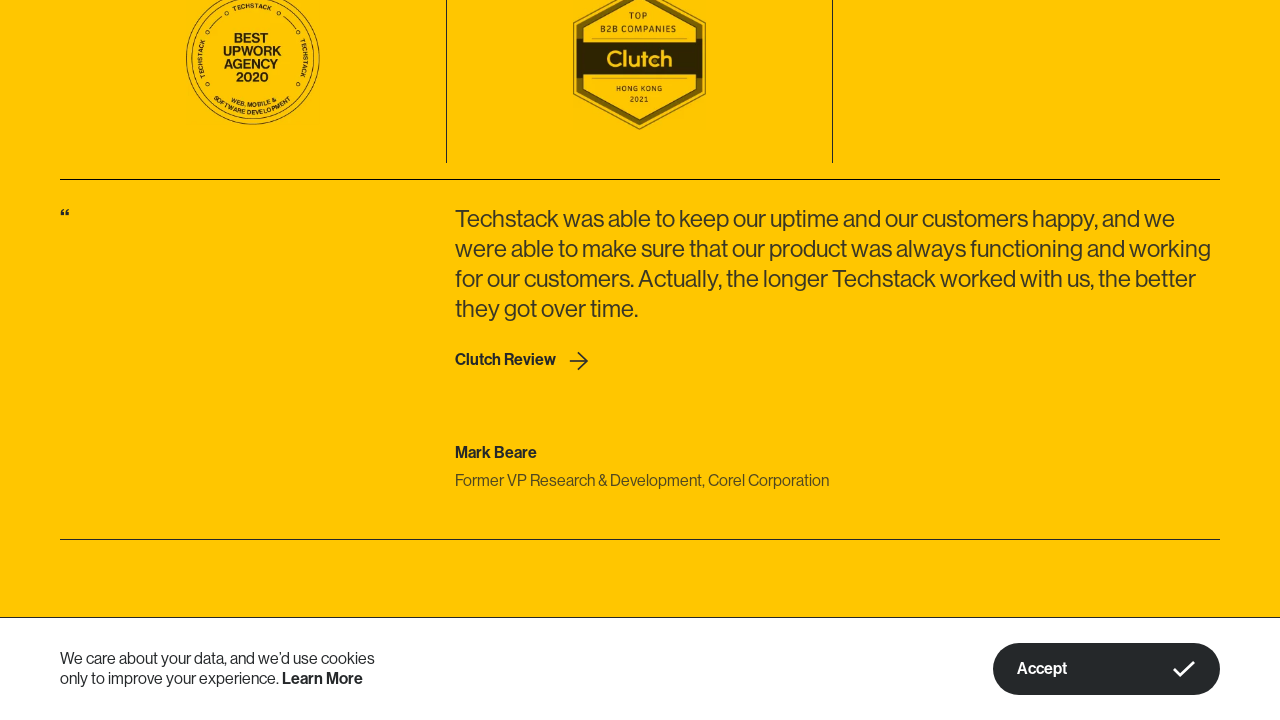 TECHSTACK
TECHSTACK
TECHSTACK
BEST
UPWORK
AGENCY
2020
WEB, MOBILE &
SOFTWARE DEVELOPMENT
TOP
B2B COMPANIES
Clutch
HONG KONG
2021
“
Techstack was able to keep our uptime and our customers happy, and we
were able to make sure that our product was always functioning and working
for our customers. Actually, the longer Techstack worked with us, the better
they got over time.
Clutch Review
Mark Beare
Former VP Research & Development, Corel Corporation
We care about your data, and we’d use cookies
only to improve your experience. Learn More
Accept